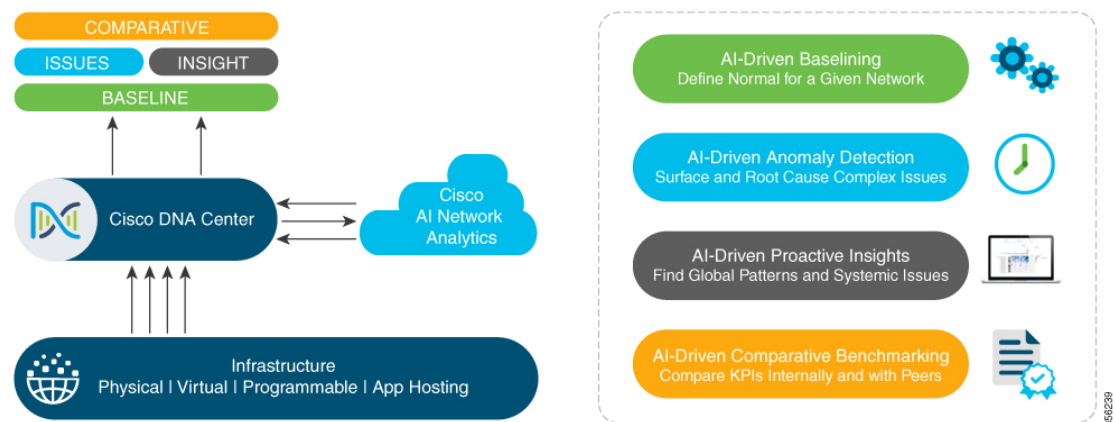 COMPARATIVE
ISSUES
INSIGHT
BASELINE
Cisco DNA Center
Cisco
AI Network
Analytics
Infrastructure
Physical | Virtual | Programmable | App Hosting
AI-Driven Baselining
Define Normal for a Given Network
AI-Driven Anomaly Detection
Surface and Root Cause Complex Issues
AI-Driven Proactive Insights
Find Global Patterns and Systemic Issues
AI-Driven Comparative Benchmarking
Compare KPIs Internally and with Peers